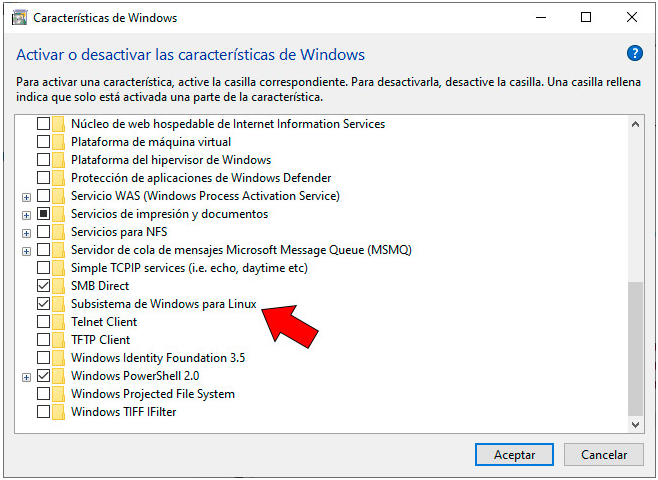 Características de Windows
Activar o desactivar las características de Windows
?
Para activar una característica, active la casilla correspondiente. Para desactivarla, desactive la casilla. Una casilla rellena
indica que solo está activada una parte de la característica.
Núcleo de web hospedable de Internet Information Services
Plataforma de máquina virtual
Plataforma del hipervisor de Windows
Protección de aplicaciones de Windows Defender
Servicio WAS (Windows Process Activation Service)
Servicios de impresión y documentos
Servicios para NFS
Servidor de cola de mensajes Microsoft Message Queue (MSMQ)
Simple TCPIP services (i.e. echo, daytime etc)
SMB Direct
Subsistema de Windows para Linux
Telnet Client
TFTP Client
Windows Identity Foundation 3.5
Windows PowerShell 2.0
Windows Projected File System
Windows TIFF IFilter
Aceptar
Cancelar